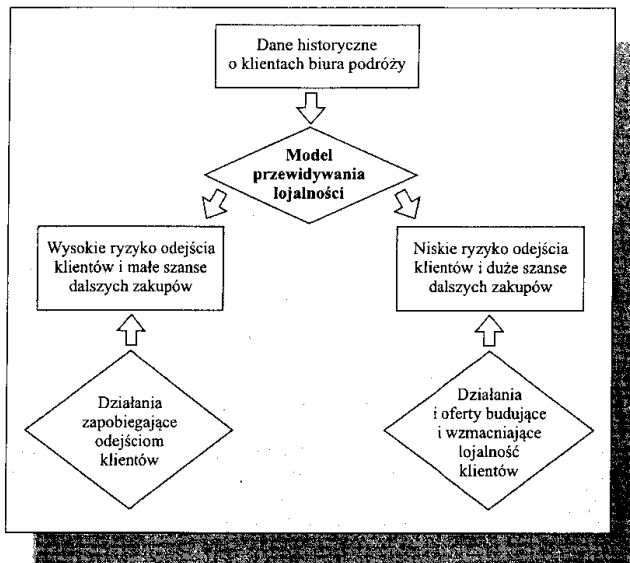 Dane historyczne
o klientach biura podróży
Model
przewidywania
lojalności
Wysokie ryzyko odejścia
klientów i małe szanse
dalszych zakupów
Niskie ryzyko odejścia
klientów i duże szanse
dalszych zakupów
Działania
zapobiegające
odejściom
klientów
Działania
i oferty budujące
i wzmacniające
lojalność
klientów